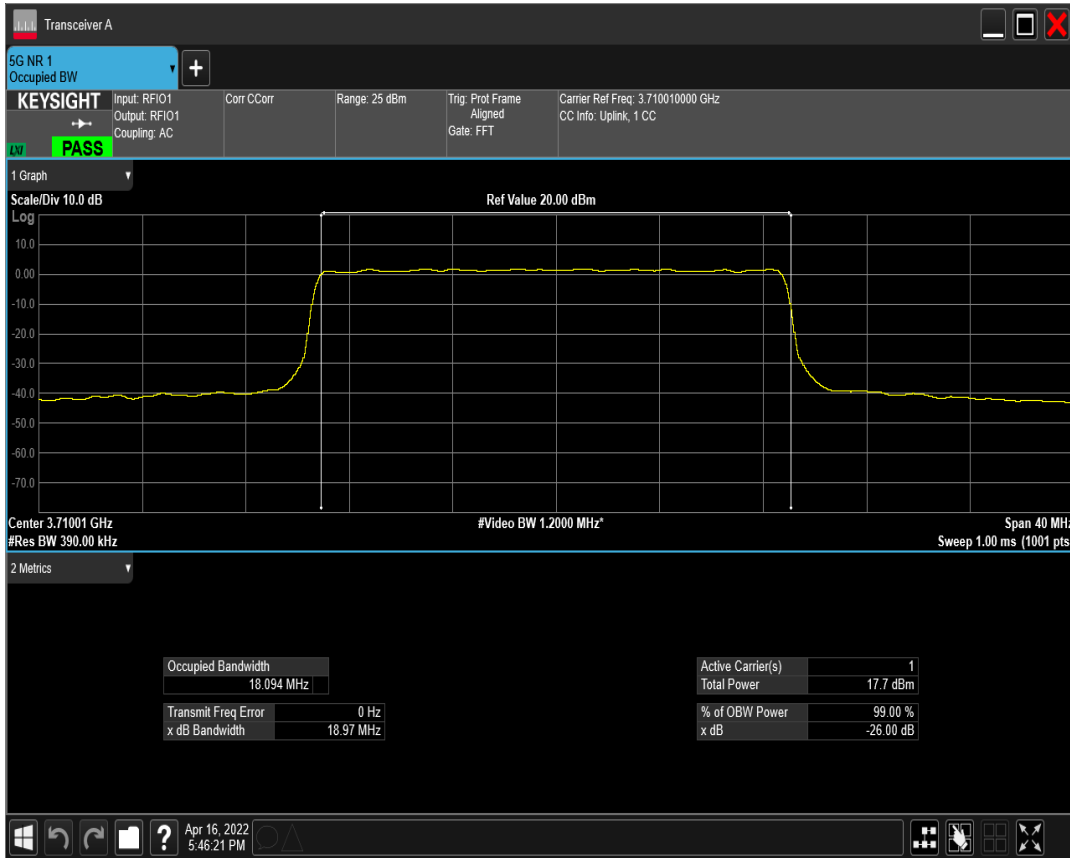 Transceiver A
5G NR 1
Occupied BW
+
KEYSIGHT
Input: RFIO1
Output: RFIO1
Coupling: AC
Corr CCorr
Range: 25 dBm
Trig: Prot Frame
Aligned
Gate: FFT
Carrier Ref Freq: 3.710010000 GHz
CC Info: Uplink, 1 CC
LXI
PASS
1 Graph
Scale/Div 10.0 dB
Ref Value 20.00 dBm
Log
10.0
0.00
-10.0
-20.0
-30.0
-40.0
-50.0
-60.0
-70.0
Center 3.71001 GHz
#Video BW 1.2000 MHz*
Span 40 MHz
#Res BW 390.00 kHz
Sweep 1.00 ms (1001 pts
2 Metrics
Occupied Bandwidth
18.094 MHz
Transmit Freq Error 0 Hz
x dB Bandwidth 18.97 MHz
Active Carrier(s) 1
Total Power 17.7 dBm
% of OBW Power 99.00 %
x dB -26.00 dB
?
Apr 16, 2022
5:46:21 PM